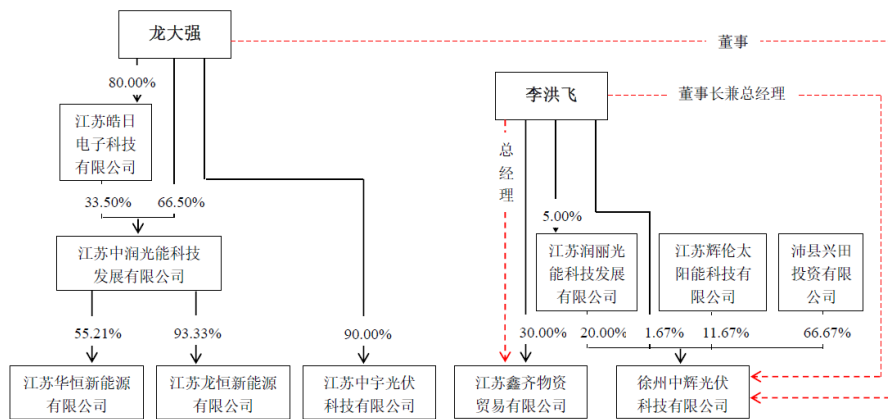 龙大强
董事
80.00%
李洪飞
董事长兼总经理
江苏皓日
电子科技
有限公司
总经理
33.50%
66.50%
5.00%
江苏中润光能科技
发展有限公司
江苏润丽光
能科技发展
有限公司
江苏辉伦太
阳能科技有
限公司
沛县兴田
投资有限
公司
55.21%
93.33%
90.00%
30.00%
20.00%
1.67%
11.67%
66.67%
江苏华恒新能源
有限公司
江苏龙恒新能源
有限公司
江苏中宇光伏
科技有限公司
江苏鑫齐物资
贸易有限公司
徐州中辉光伏
科技有限公司